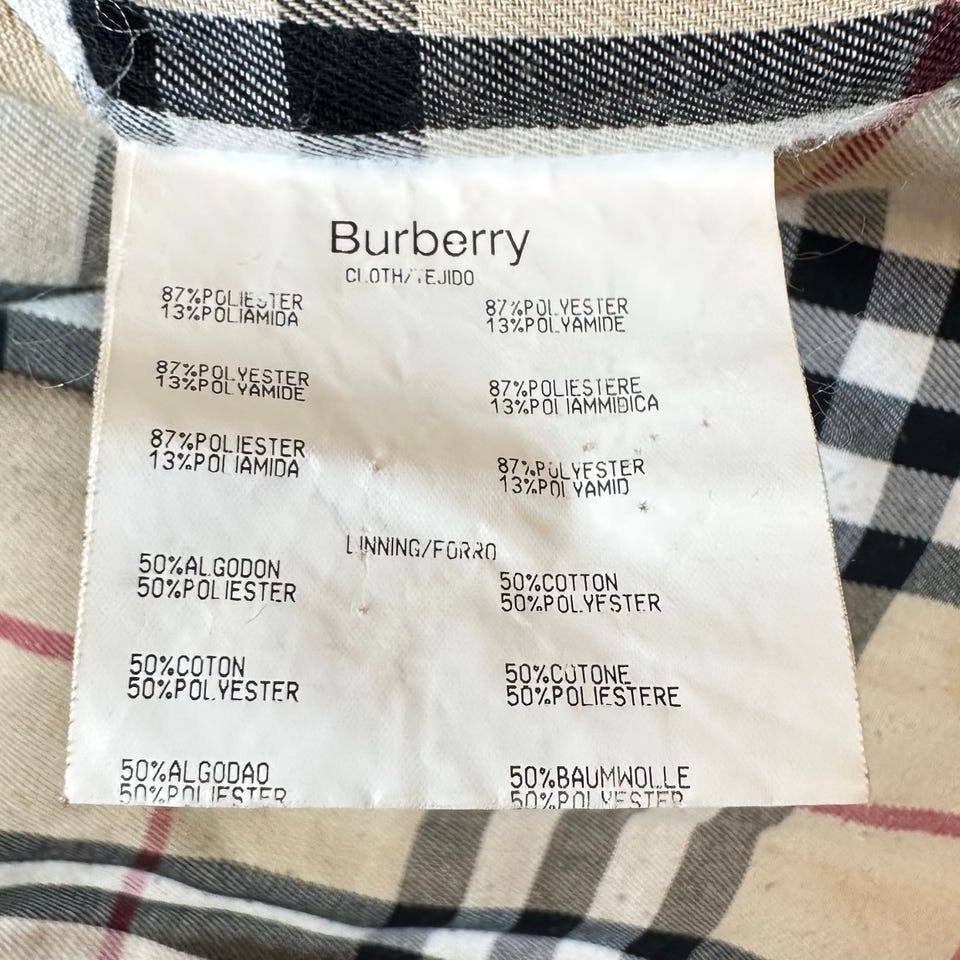 Burberry
CLOTH/TEJIDO
87%POLIESTER
13%POLIAMIDA
87%POLYESTER
13%POLYAMIDE
87%POLYESTER
13%POLYAMIDE
87%POLIESTERE
13%POLIAMMIDICA
87%POLIESTER
13%POLIAMIDA
87%POLYESTER
13%POLYAMID
LINNING/FORRO
50%ALGODON
50%POLIESTER
50%COTTON
50%POLYESTER
50%COTON
50%POLYESTER
50%COTONE
50%POLIESTERE
50%ALGODAO
50%POLIESTER
50%BAUMWOLLE
50%POLYESTER